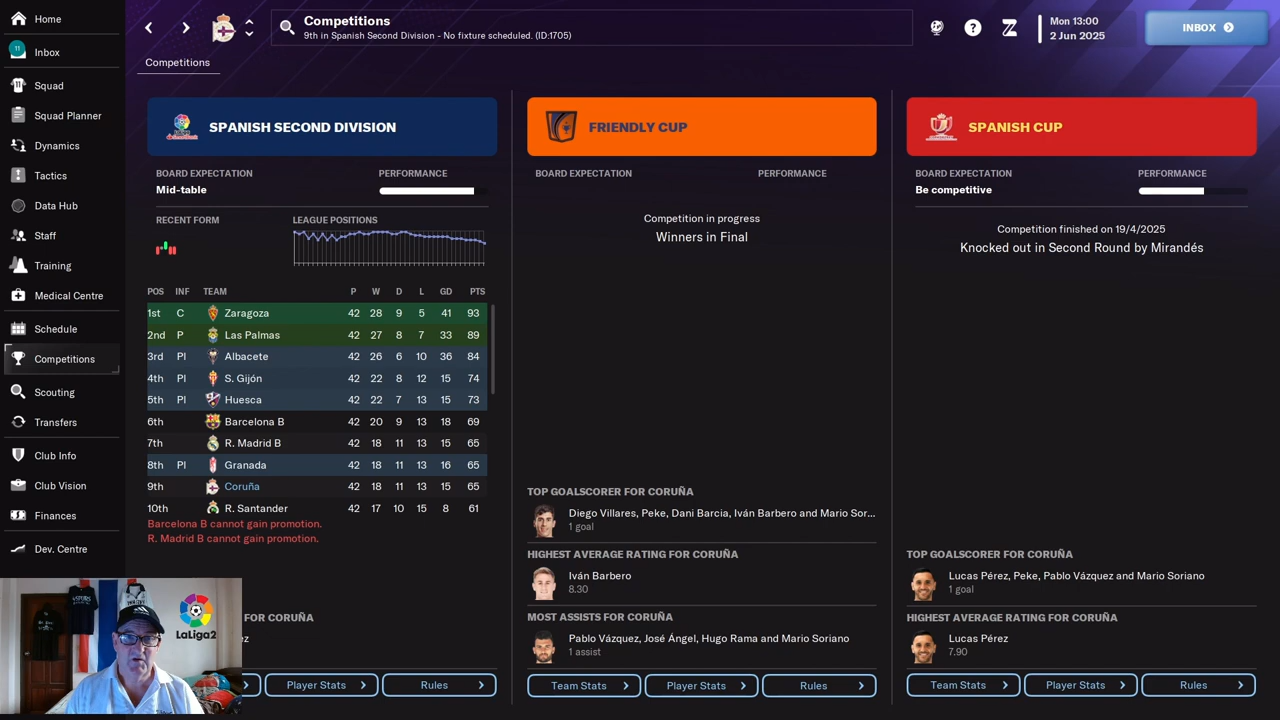 Home
Inbox
11
Squad
Squad Planner
Dynamics
Tactics
Data Hub
Staff
Training
Medical Centre
Schedule
Competitions
Scouting
Transfers
Club Info
Club Vision
Finances
Dev. Centre
Competitions
9th in Spanish Second Division - No fixture scheduled. (ID:1705)
Mon 13:00
2 Jun 2025
INBOX
Competitions
SPANISH SECOND DIVISION
BOARD EXPECTATION PERFORMANCE
Mid-table
RECENT FORM LEAGUE POSITIONS
POS INF TEAM P W D L GD PTS
1st C Zaragoza 42 28 9 5 41 93
2nd P Las Palmas 42 27 8 7 33 89
3rd Pl Albacete 42 26 6 10 36 84
4th Pl S. Gijón 42 22 8 12 15 74
5th Pl Huesca 42 22 7 13 15 73
6th Barcelona B 42 20 9 13 18 69
7th R. Madrid B 42 18 11 13 15 65
8th Pl Granada 42 18 11 13 16 65
9th Coruña 42 18 11 13 15 65
10th R. Santander 42 17 10 15 8 61
Barcelona B cannot gain promotion.
R. Madrid B cannot gain promotion.
FOR CORUÑA
LaLiga2
Player Stats
Rules
FRIENDLY CUP
BOARD EXPECTATION PERFORMANCE
Competition in progress
Winners in Final
TOP GOALSCORER FOR CORUÑA
Diego Villares, Peke, Dani Barcia, Iván Barbero and Mario Sor...
1 goal
HIGHEST AVERAGE RATING FOR CORUÑA
Iván Barbero
8.30
MOST ASSISTS FOR CORUÑA
Pablo Vázquez, José Ángel, Hugo Rama and Mario Soriano
1 assist
Team Stats
Player Stats
Rules
SPANISH CUP
BOARD EXPECTATION PERFORMANCE
Be competitive
Competition finished on 19/4/2025
Knocked out in Second Round by Mirandés
TOP GOALSCORER FOR CORUÑA
Lucas Pérez, Peke, Pablo Vázquez and Mario Soriano
1 goal
HIGHEST AVERAGE RATING FOR CORUÑA
Lucas Pérez
7.90
Team Stats
Player Stats
Rules